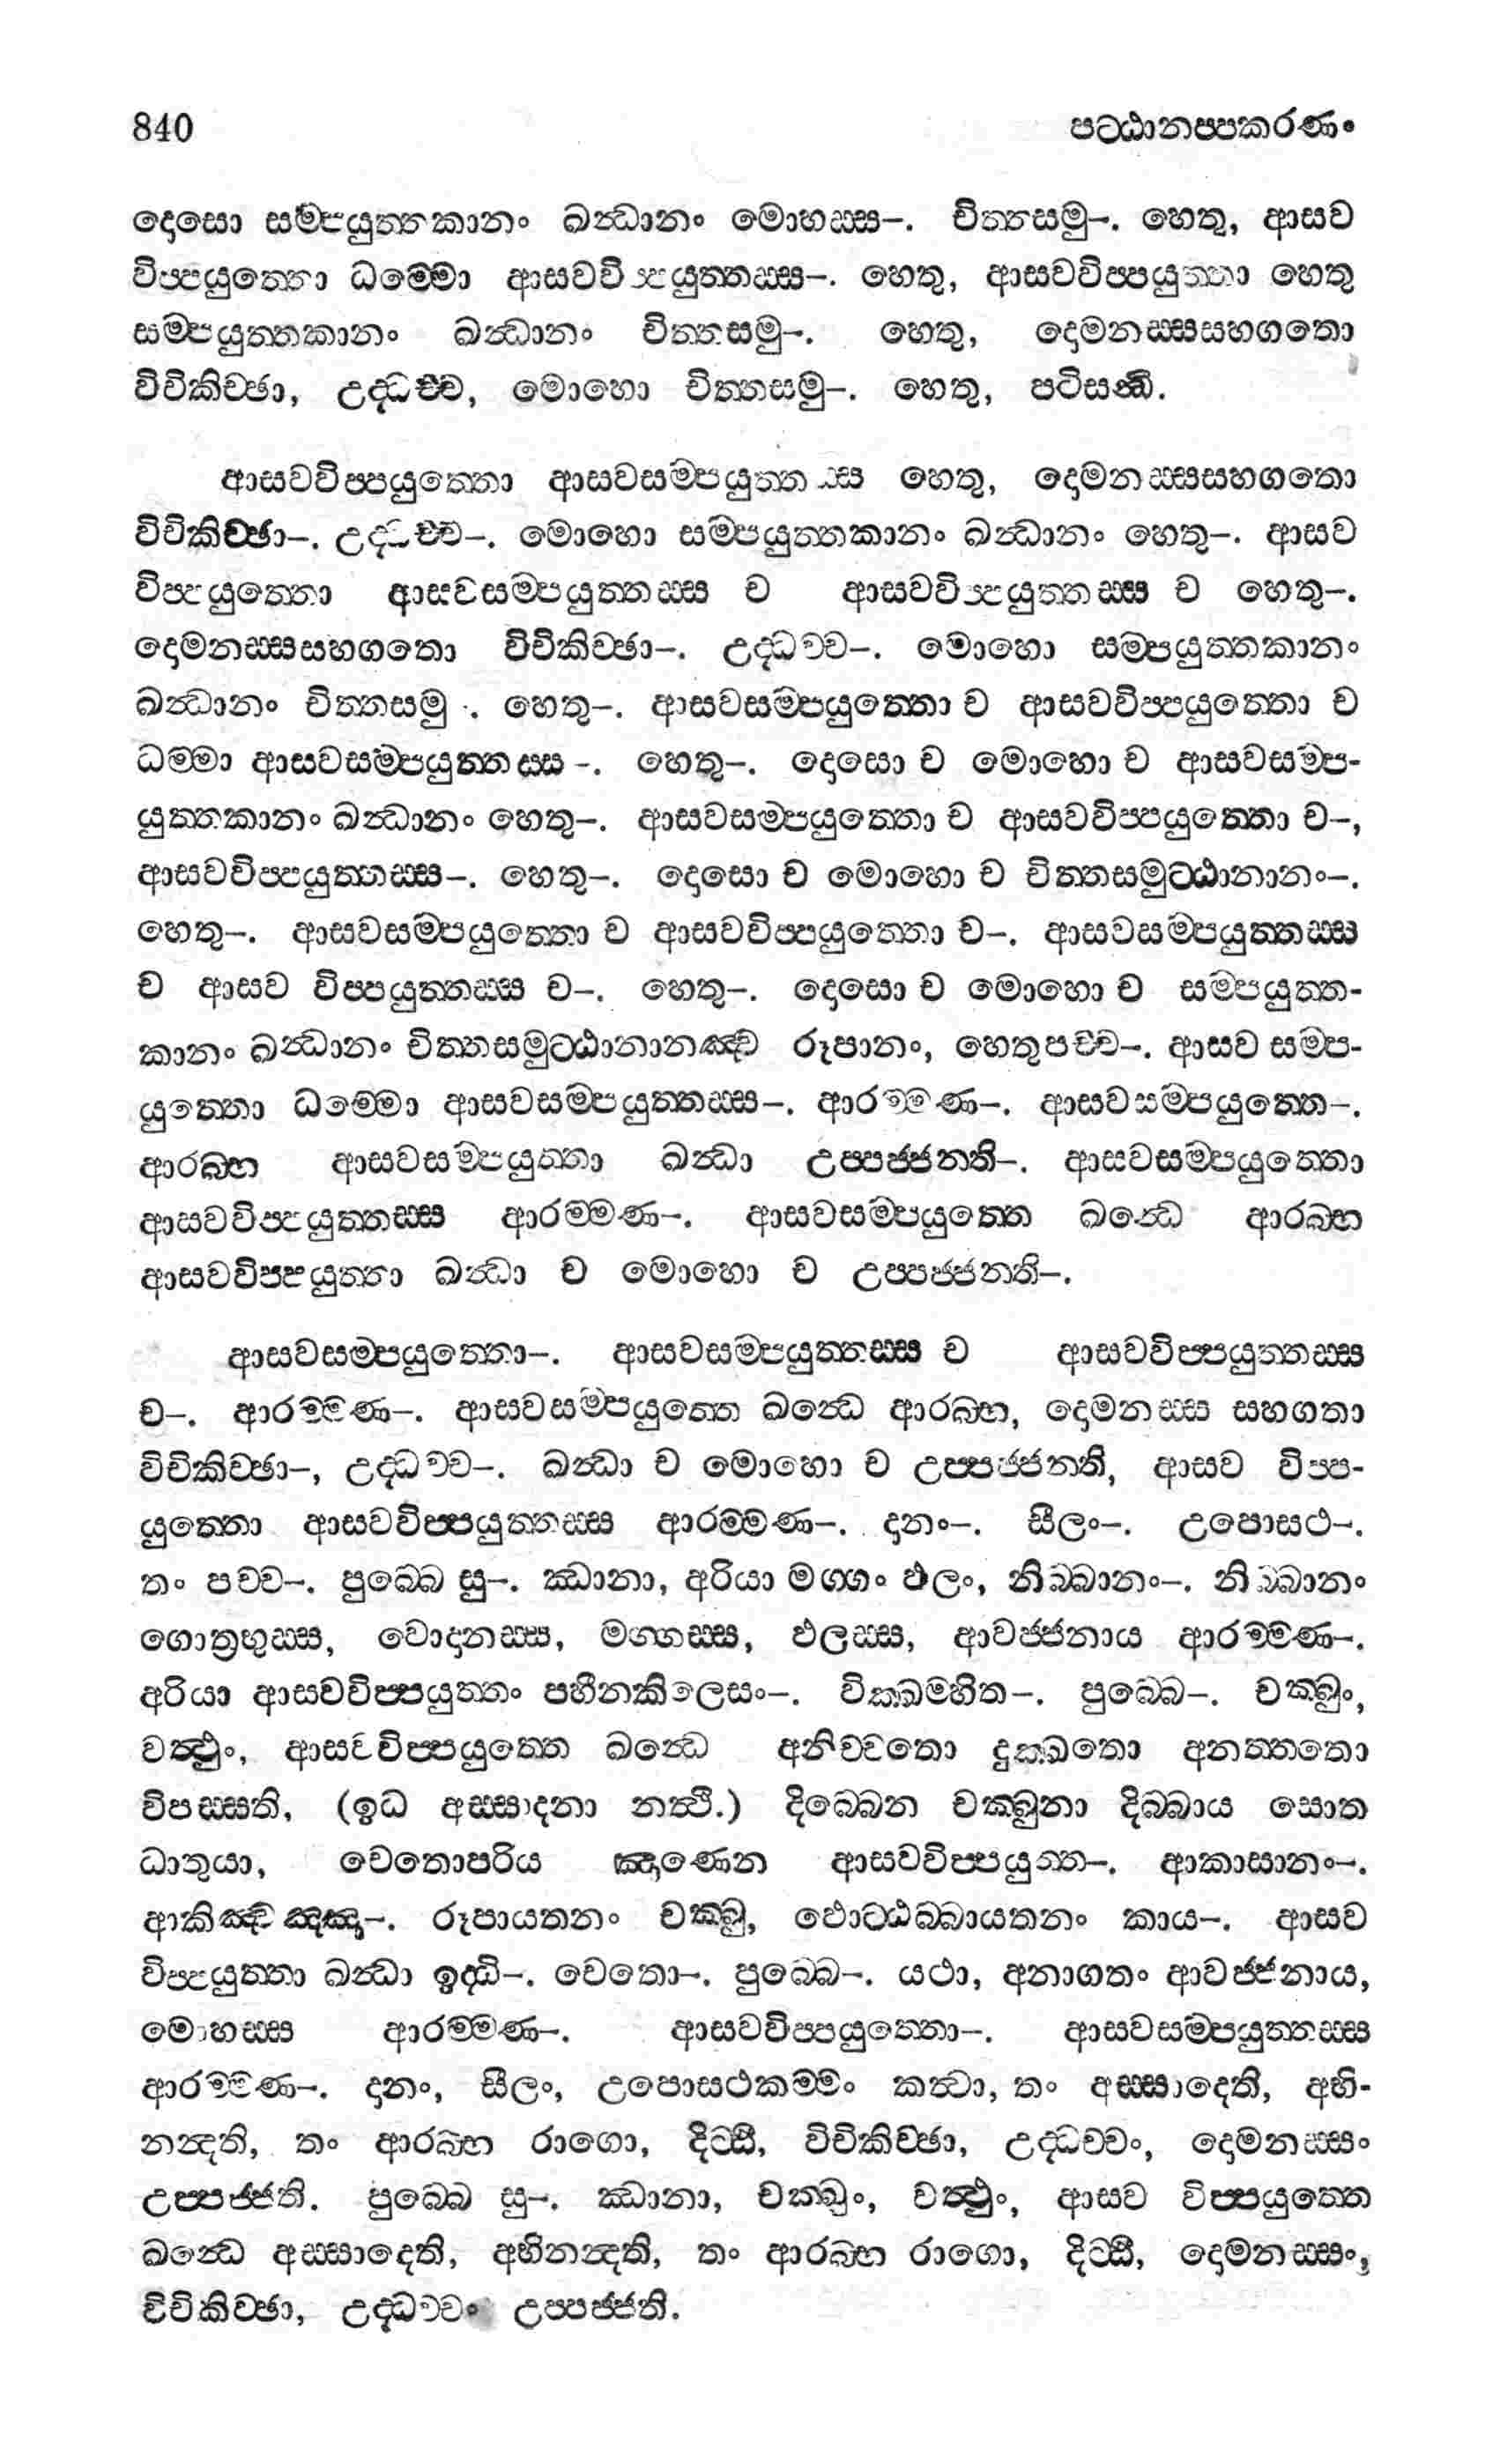 840 පට්ඨානප්පකරණං
දොසො සම්පයුත්තකානං ඛන්ධානං මොහස්ස–. චිත්තසමු–. හෙතු, ආසව
විප්පයුත්තො ධම්මො ආසවවිප්පයුත්තස්ස–. හෙතු, ආසවවිප්පයුත්තා හෙතු
සම්පයුත්තකානං ඛන්ධානං චිත්තසමු–. හෙතු, දොමනස්සසහගතො
විචිකිච්ඡා, උද්ධච්ච, මොහො චිත්තසමු–. හෙතු, පටිසන්ධි.
ආසවවිප්පයුත්තො ආසවසම්පයුත්තස්ස හෙතු, දොමනස්සසහගතො
විචිකිච්ඡා–. උද්ධච්ච–. මොහො සම්පයුත්තකානං ඛන්ධානං හෙතු–. ආසව
විප්පයුත්තො ආසවසම්පයුත්තස්ස ච ආසවවිප්පයුත්තස්ස ච හෙතු–.
දොමනස්සසහගතො විචිකිච්ඡා–. උද්ධච්ච–. මොහො සම්පයුත්තකානං
ඛන්ධානං චිත්තසමු–. හෙතු–. ආසවසම්පයුත්තො ච ආසවවිප්පයුත්තො ච
ධම්මා ආසවසම්පයුත්තස්ස–. හෙතු–. දොසො ච මොහො ච ආසවසම්ප-
යුත්තකානං ඛන්ධානං හෙතු–. ආසවසම්පයුත්තො ච ආසවවිප්පයුත්තො ච–,
ආසවවිප්පයුත්තස්ස–. හෙතු–. දොසො ච මොහො ච චිත්තසමුට්ඨානානං–.
හෙතු–. ආසවසම්පයුත්තො ච ආසවවිප්පයුත්තො ච–. ආසවසම්පයුත්තස්ස
ච ආසව විප්පයුත්තස්ස ච–. හෙතු–. දොසො ච මොහො ච සම්පයුත්ත-
කානං ඛන්ධානං චිත්තසමුට්ඨානානඤ්ච රූපානං, හෙතුපච්ච–. ආසව සම්ප-
යුත්තො ධම්මො ආසවසම්පයුත්තස්ස–. ආරම්මණ–. ආසවසම්පයුත්තෙ–.
ආරබ්භ ආසවසම්පයුත්තා ඛන්ධා උප්පජ්ජන්ති–. ආසවසම්පයුත්තො
ආසවවිප්පයුත්තස්ස ආරම්මණ–. ආසවසම්පයුත්තෙ ඛන්ධෙ ආරබ්භ
ආසවවිප්පයුත්තා ඛන්ධා ච මොහො ච උප්පජ්ජන්ති–.
ආසවසම්පයුත්තො–. ආසවසම්පයුත්තස්ස ච ආසවවිප්පයුත්තස්ස
ච–. ආරම්මණ–. ආසවසම්පයුත්තෙ ඛන්ධෙ ආරබ්භ, දොමනස්ස සහගතා
විචිකිච්ඡා–, උද්ධච්ච–. ඛන්ධා ච මොහො ච උප්පජ්ජන්ති, ආසව විප්ප-
යුත්තො ආසවවිප්පයුත්තස්ස ආරම්මණ–. දානං–. සීලං–. උපොසථ–.
තං පච්ච–. පුබ්බෙ සු–. ඣානා, අරියා මග්ගං ඵලං, නිබ්බානං–. නිබ්බානං
ගොත්‍රභුස්ස, වොදානස්ස, මග්ගස්ස, ඵලස්ස, ආවජ්ජනාය ආරම්මණ–.
අරියා ආසවවිප්පයුත්තං පහීනකිලෙසං–. වික්ඛම්හිත–. පුබ්බෙ–. චක්ඛුං,
වත්ථුං, ආසවවිප්පයුත්තෙ ඛන්ධෙ අනිච්චතො දුක්ඛතො අනත්තතො
විපස්සති, (ඉධ අස්සාදනා නත්ථි.) දිබ්බෙන චක්ඛුනා දිබ්බාය සොත
ධාතුයා, චෙතොපරිය ඤාණෙන ආසවවිප්පයුත්ත–. ආකාසානං–.
ආකිඤ්චඤ්ඤ–. රූපායතනං චක්ඛු, ඵොට්ඨබ්බායතනං කාය–. ආසව
විප්පයුත්තා ඛන්ධා ඉද්ධි–. චෙතො–. පුබ්බෙ–. යථා, අනාගතං ආවජ්ජනාය,
මොහස්ස ආරම්මණ–. ආසවවිප්පයුත්තො–. ආසවසම්පයුත්තස්ස
ආරම්මණ–. දානං, සීලං, උපොසථකම්මං කත්වා, තං අස්සාදෙති, අභි-
නන්දති, තං ආරබ්භ රාගො, දිට්ඨි, විචිකිච්ඡා, උද්ධච්චං, දොමනස්සං
උප්පජ්ජති. පුබ්බෙ සු–. ඣානා, චක්ඛුං, වත්ථුං, ආසව විප්පයුත්තෙ
ඛන්ධෙ අස්සාදෙති, අභිනන්දති, තං ආරබ්භ රාගො, දිට්ඨි, දොමනස්සං,
විචිකිච්ඡා, උද්ධච්චං උප්පජ්ජති.